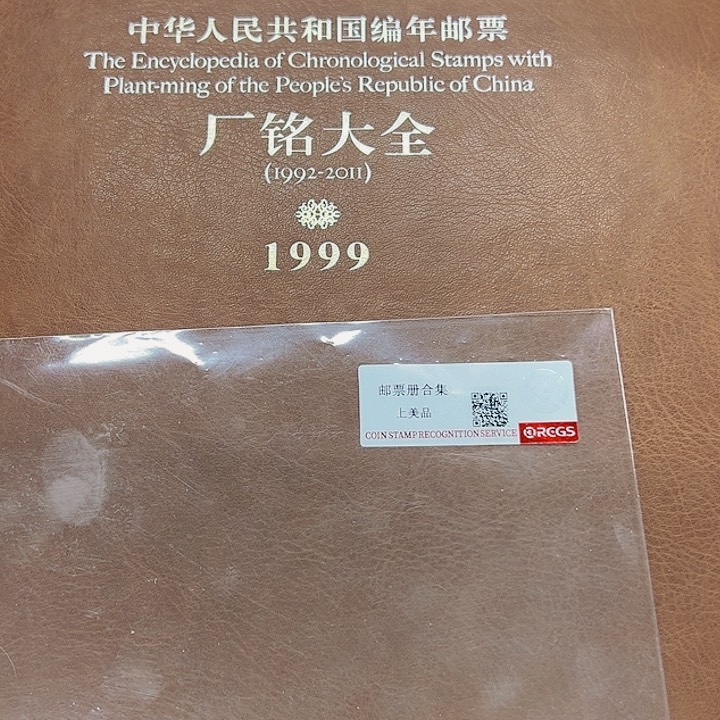 中华人民共和国编年邮票
The Encyclopedia of Chronological Stamps with
Plant-ming of the People's Republic of China
厂铭大全
(1992-2011)
1999
邮票册合集
上美品
COIN STAMP RECOGNITION SERVICE
RCGS